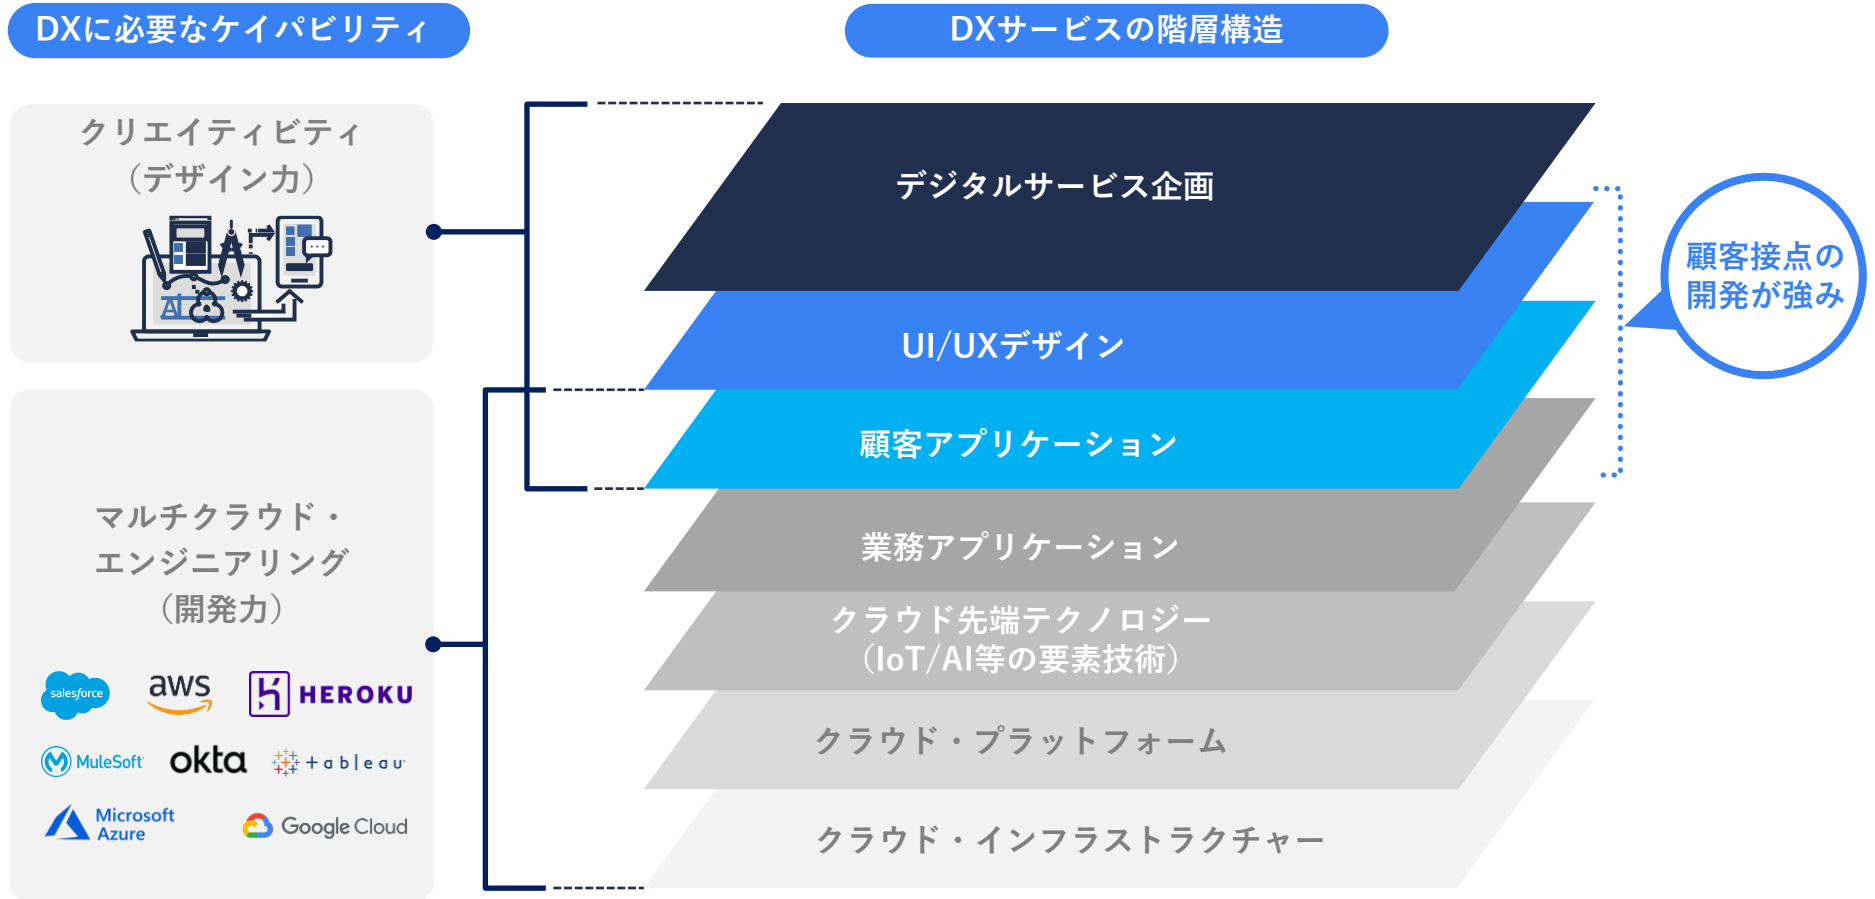 DXに必要なケイパビリティ
DXサービスの階層構造
クリエイティビティ
（デザイン力）
AI
マルチクラウド・
エンジニアリング
（開発力）
salesforce
aws
HEROKU
MuleSoft
okta
+ableau
Microsoft
Azure
Google Cloud
デジタルサービス企画
UI/UXデザイン
顧客アプリケーション
業務アプリケーション
クラウド先端テクノロジー
（IoT/AI等の要素技術）
クラウド・プラットフォーム
クラウド・インフラストラクチャー
顧客接点の
開発が強み